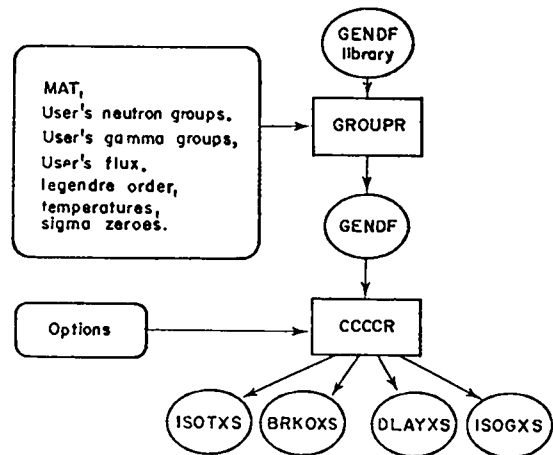 GENDF
library
MAT,
User's neutron groups.
User's gamma groups,
User's flux.
legendre order,
temperatures,
sigma zeroes.
GROUPR
GENDF
Options
CCCCR
ISOTXS
BRKOXS
DLAYXS
ISOGXS